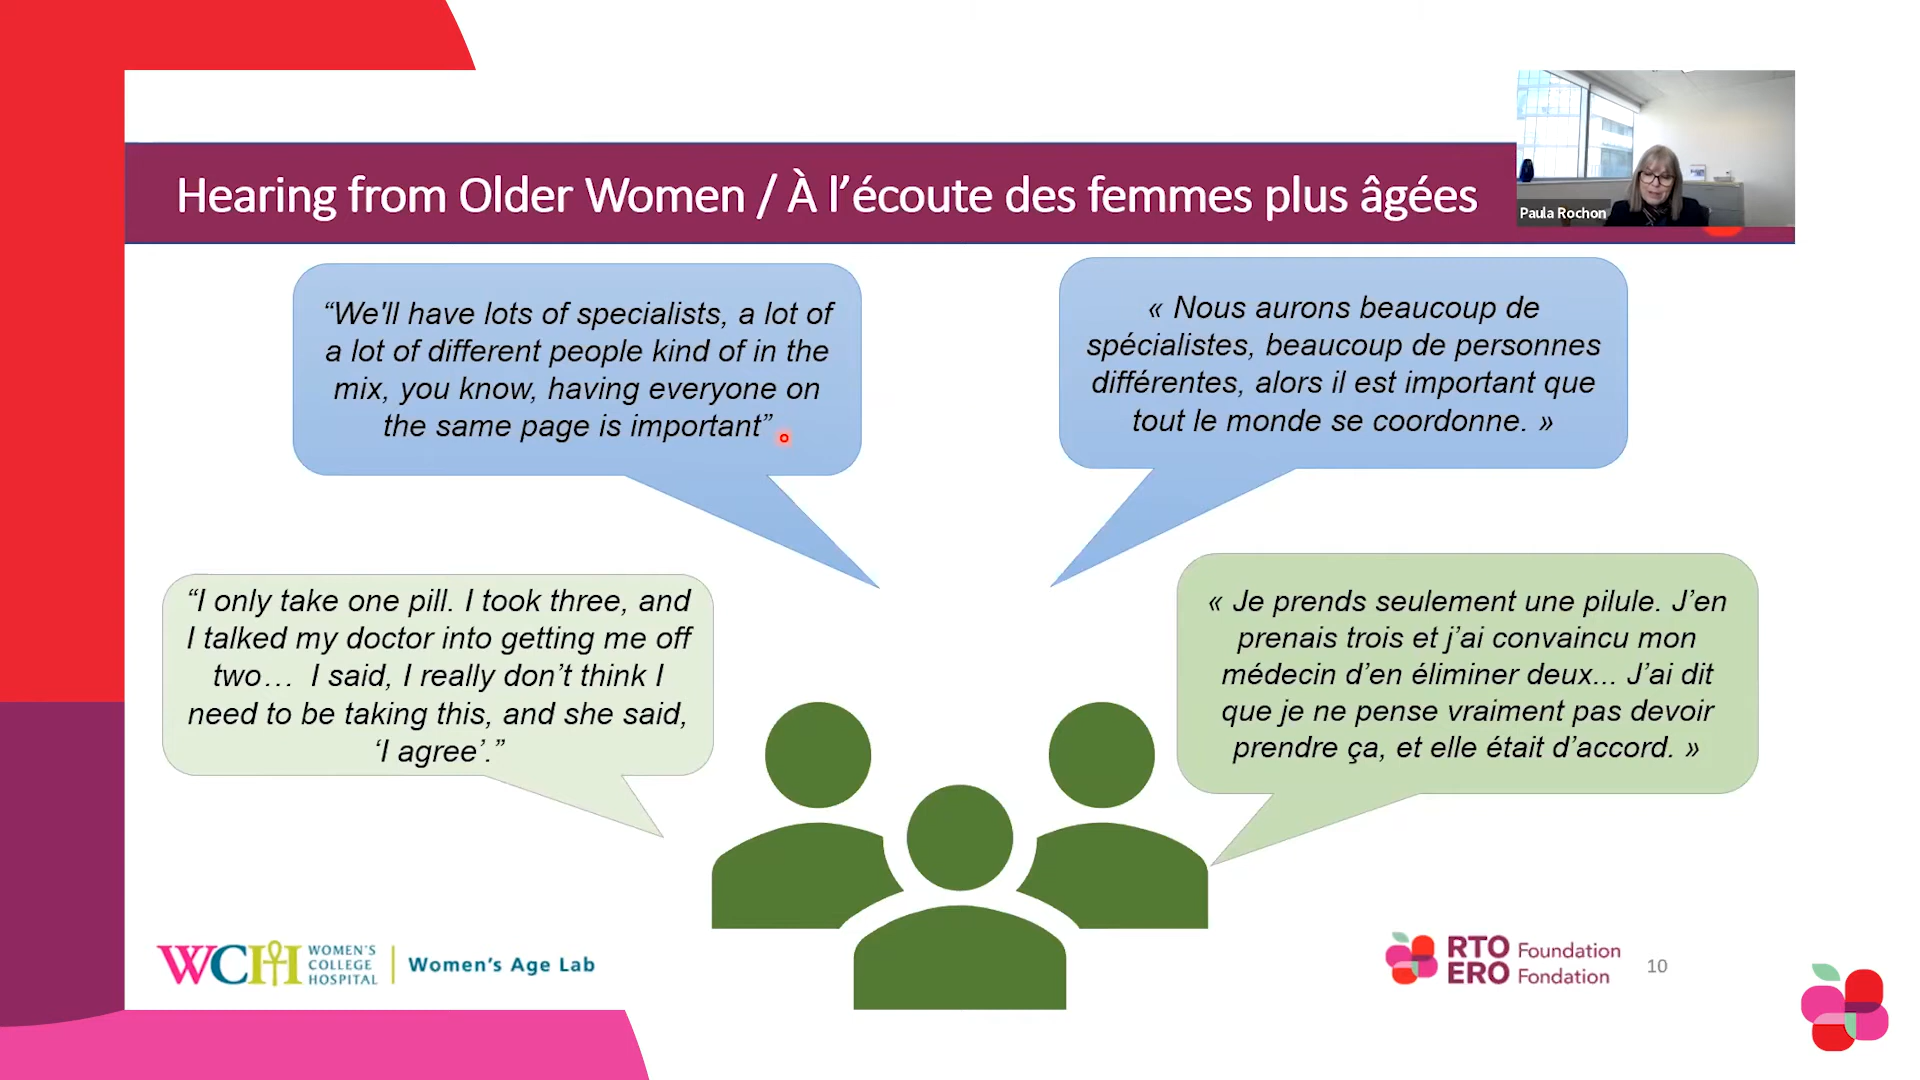 Hearing from Older Women / À l’écoute des femmes plus âgées
Paula Rochon
“We'll have lots of specialists, a lot of
a lot of different people kind of in the
mix, you know, having everyone on
the same page is important”
« Nous aurons beaucoup de
spécialistes, beaucoup de personnes
différentes, alors il est important que
tout le monde se coordonne. »
“I only take one pill. I took three, and
I talked my doctor into getting me off
two… I said, I really don’t think I
need to be taking this, and she said,
‘I agree’.”
« Je prends seulement une pilule. J’en
prenais trois et j’ai convaincu mon
médecin d’en éliminer deux... J’ai dit
que je ne pense vraiment pas devoir
prendre ça, et elle était d’accord. »
WCH
WOMEN'S
COLLEGE
HOSPITAL
Women's Age Lab
RTO
ERO
Foundation
Fondation
10